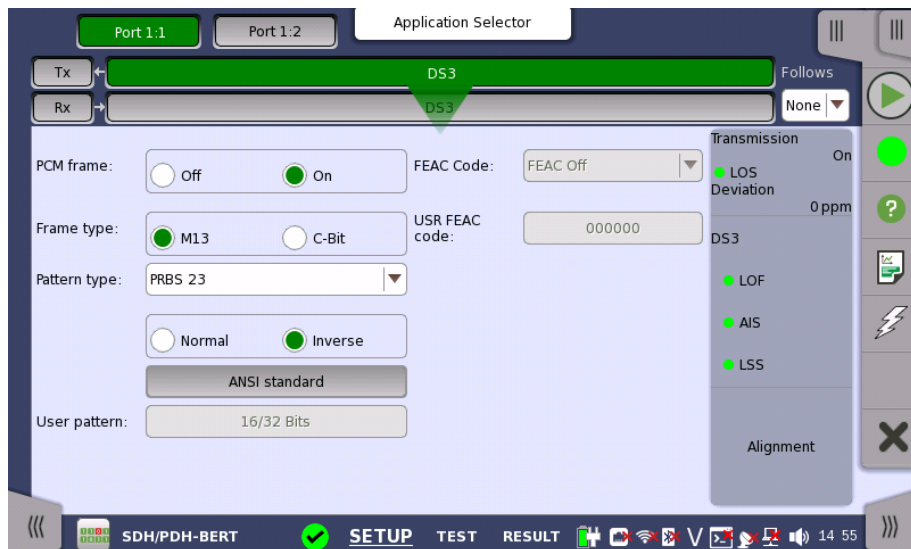 Application Selector
Port 1:1
Port 1:2
Tx
DS3
Follows
Rx
DS3
None
PCM frame:
Off
On
FEAC Code:
FEAC Off
Frame type:
M13
C-Bit
USR FEAC
code:
000000
Pattern type:
PRBS 23
Normal
Inverse
ANSI standard
User pattern:
16/32 Bits
Transmission
On
LOS
Deviation
0 ppm
DS3
LOF
AIS
LSS
Alignment
SDH/PDH-BERT
SETUP
TEST
RESULT
V
14 55